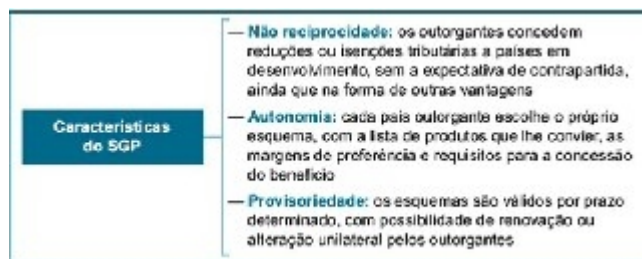 Características
do SGP
— Não reciprocidade: os outorgantes concedem
reduções ou isenções tributárias a países em
desenvolvimento, sem a expectativa de contrapartida,
ainda que na forma de outras vantagens
— Autonomia: cada país outorgante escolhe o próprio
esquema, com a lista de produtos que lhe convier, as
margens de preferência e requisitos para a concessão
do benefício
— Provisoriedade: os esquemas são válidos por prazo
determinado, com possibilidade de renovação ou
alteração unilateral pelos outorgantes